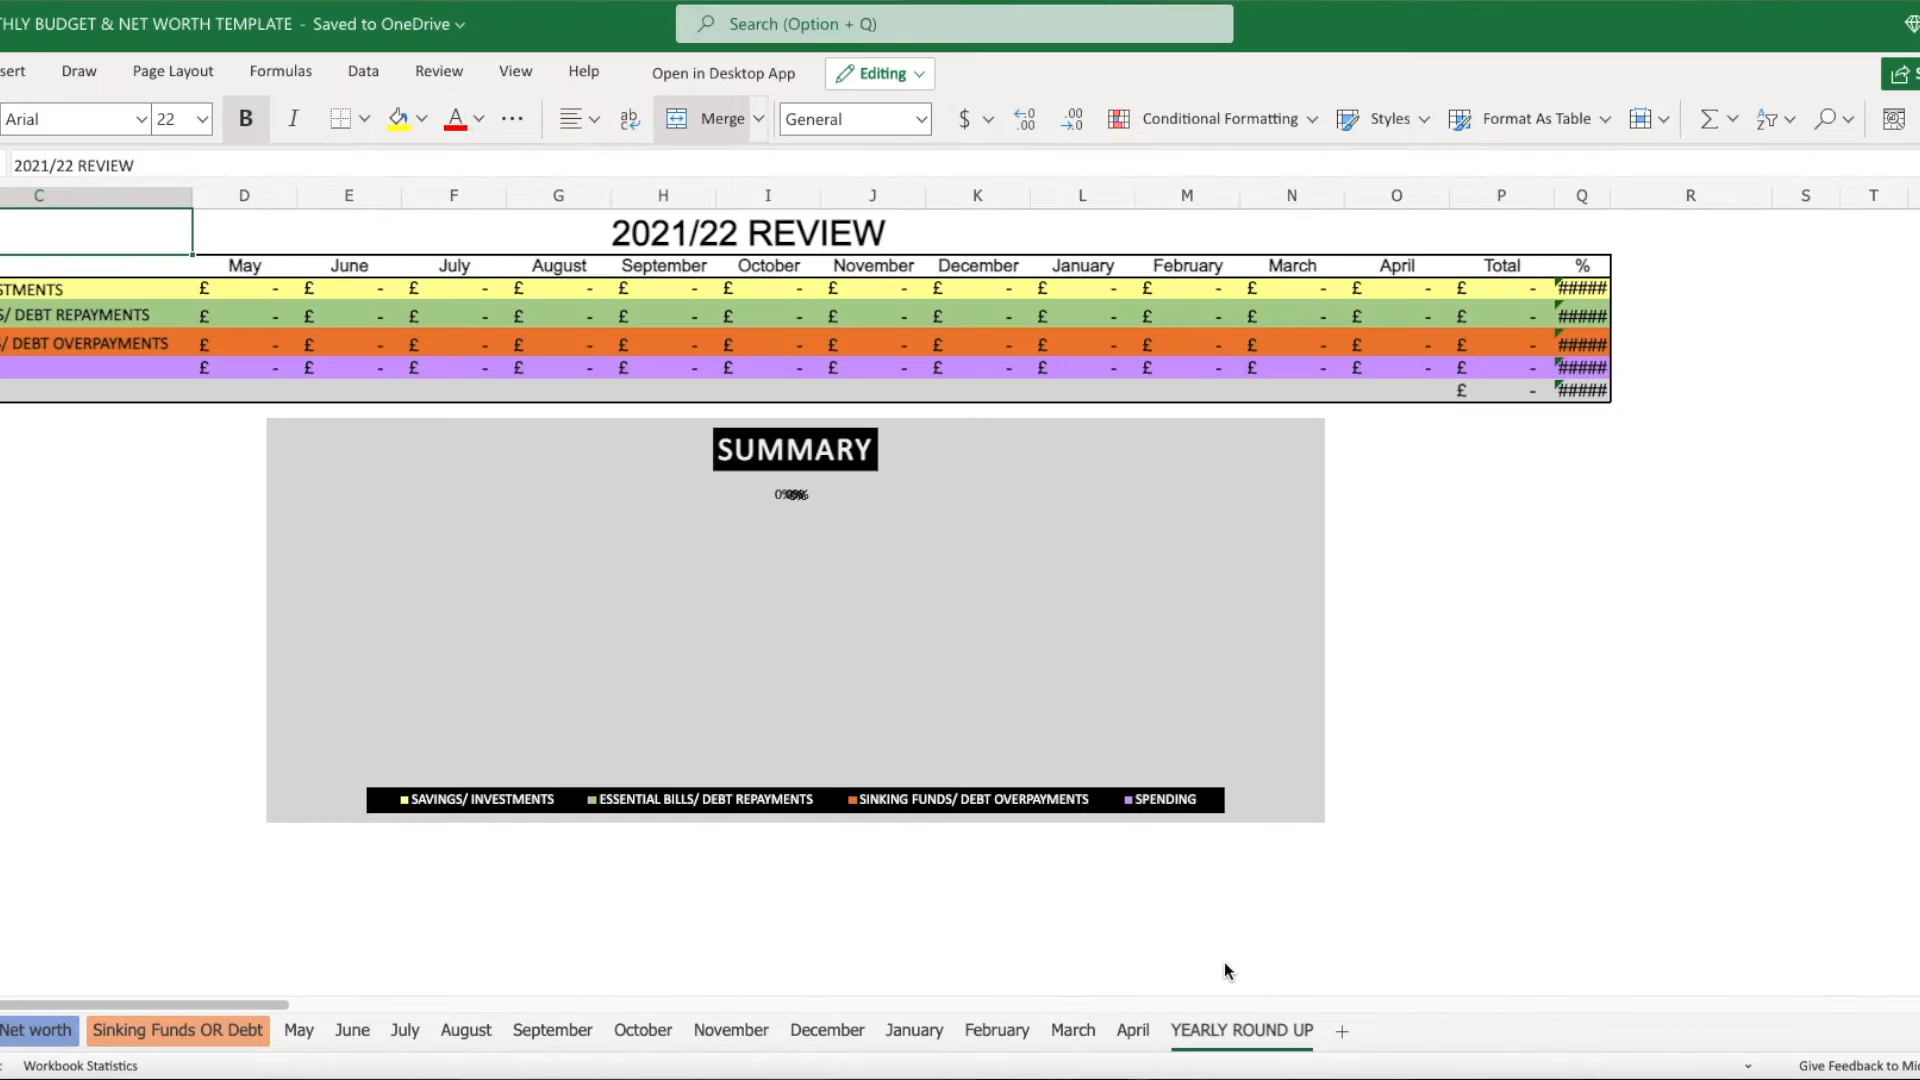 THLY BUDGET & NET WORTH TEMPLATE - Saved to OneDrive
Search (Option + Q)
sert Draw Page Layout Formulas Data Review View Help Open in Desktop App Editing
Arial 22 B I A ab Merge General $ .00 .00 Conditional Formatting Styles Format As Table
2021/22 REVIEW
C D E F G H I J K L M N O P Q R S T
2021/22 REVIEW
May June July August September October November December January February March April Total %
STMENTS £ - £ - £ - £ - £ - £ - £ - £ - £ - £ - £ - £ - £ - #####
S/ DEBT REPAYMENTS £ - £ - £ - £ - £ - £ - £ - £ - £ - £ - £ - £ - £ - #####
S/ DEBT OVERPAYMENTS £ - £ - £ - £ - £ - £ - £ - £ - £ - £ - £ - £ - £ - #####
£ - £ - £ - £ - £ - £ - £ - £ - £ - £ - £ - £ - £ - #####
£ - #####
SUMMARY
SAVINGS/ INVESTMENTS ESSENTIAL BILLS/ DEBT REPAYMENTS SINKING FUNDS/ DEBT OVERPAYMENTS SPENDING
Net worth Sinking Funds OR Debt May June July August September October November December January February March April YEARLY ROUND UP +
Workbook Statistics Give Feedback to Mic